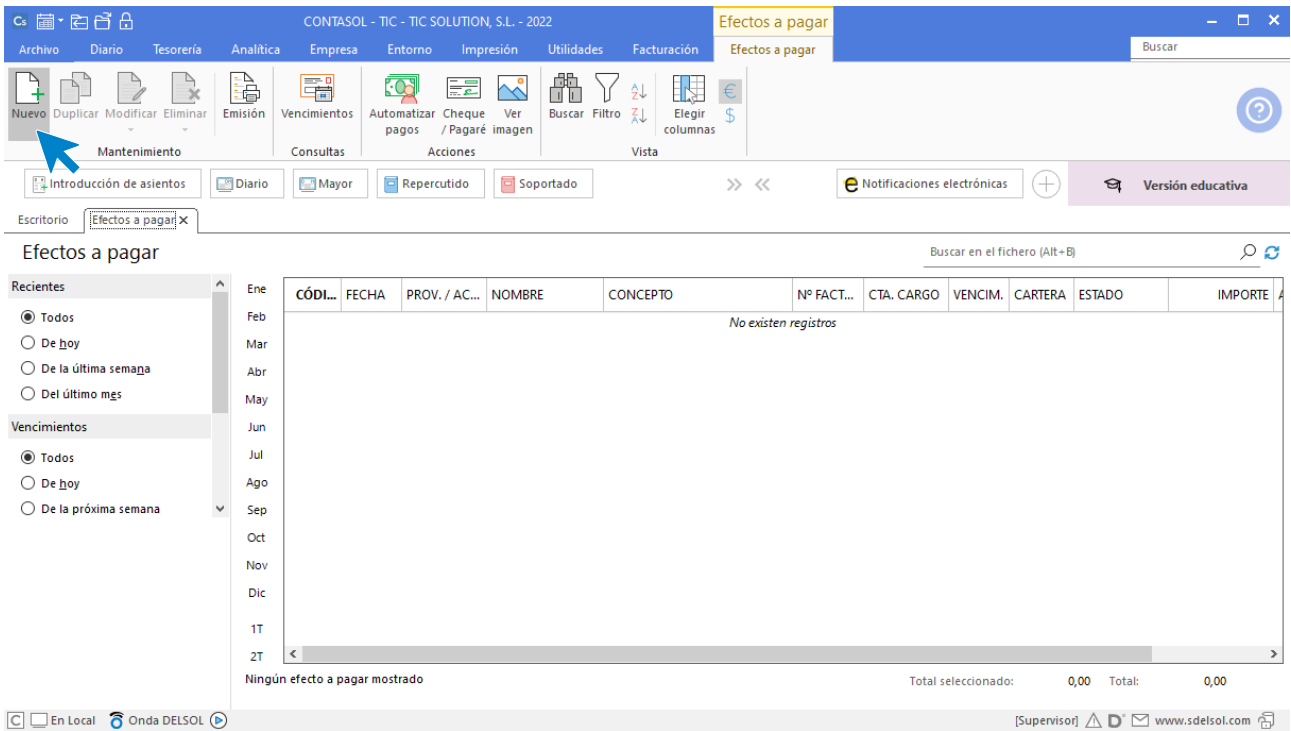 Cs CONTASOL - TIC - TIC SOLUTION, S.L. - 2022 Efectos a pagar
Archivo Diario Tesorería Analítica Empresa Entorno Impresión Utilidades Facturación Efectos a pagar Buscar
Nuevo Duplicar Modificar Eliminar Emisión Vencimientos Automatizar pagos Cheque / Pagaré Ver imagen Buscar Filtro Elegir columnas € $
Mantenimiento Consultas Acciones Vista
Introducción de asientos Diario Mayor Repercutido Soportado Notificaciones electrónicas Versión educativa
Escritorio Efectos a pagar
Efectos a pagar Buscar en el fichero (Alt+B)
Recientes
Todos
De hoy
De la última semana
Del último mes
Vencimientos
Todos
De hoy
De la próxima semana
Ene
Feb
Mar
Abr
May
Jun
Jul
Ago
Sep
Oct
Nov
Dic
1T
2T
CÓDI... FECHA PROV. / AC... NOMBRE CONCEPTO Nº FACT... CTA. CARGO VENCIM. CARTERA ESTADO IMPORTE
No existen registros
Ningún efecto a pagar mostrado Total seleccionado: 0,00 Total: 0,00
C En Local Onda DELSOL [Supervisor] D www.sdelsol.com